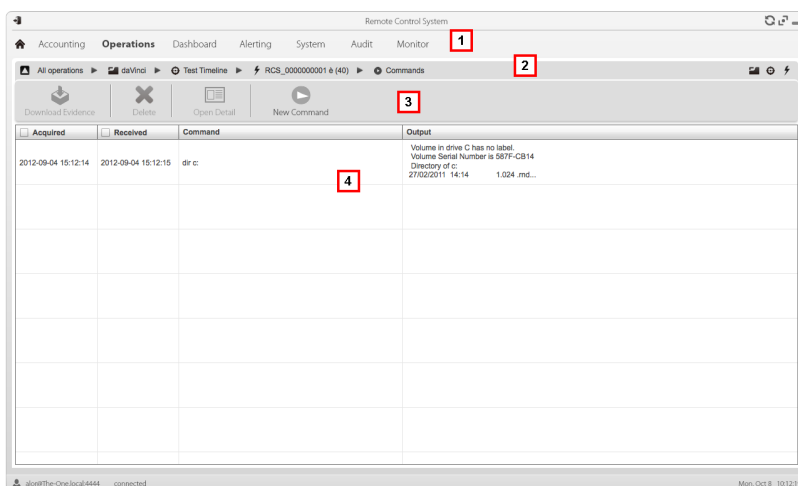 Remote Control System
Accounting Operations Dashboard Alerting System Audit Monitor 1
All operations daVinci Test Timeline RCS_0000000001 è (40) Commands 2
Download Evidence Delete Open Detail New Command 3
Acquired Received Command Output
2012-09-04 15:12:14 2012-09-04 15:12:15 dir c:
Volume in drive C has no label.
Volume Serial Number is 587F-CB14
Directory of c:
27/02/2011 14:14 1.024 .rnd...
4
alon@The-One.local:4444 connected Mon, Oct 8